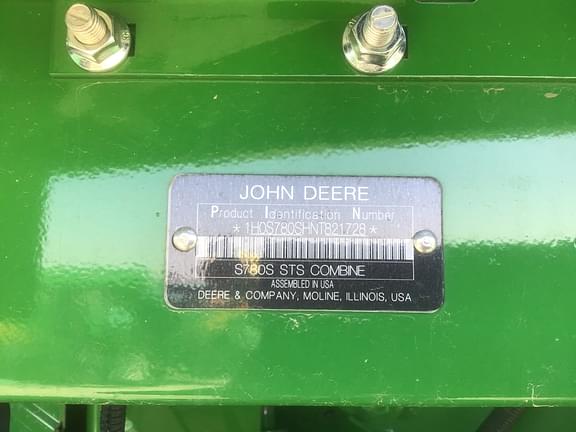 JOHN DEERE
Product Identification Number
*1H0S780SHNT821728*
S780S STS COMBINE
ASSEMBLED IN USA
DEERE & COMPANY, MOLINE, ILLINOIS, USA